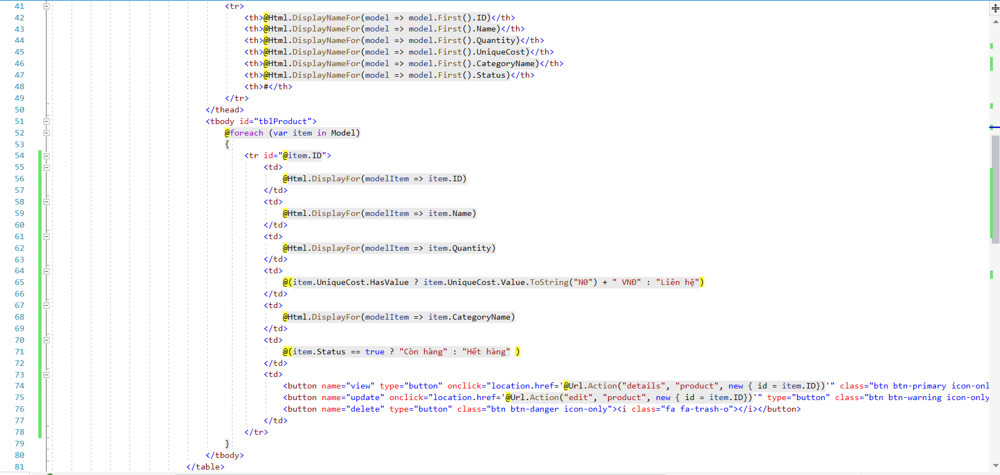 41 <tr>
42 <th>@Html.DisplayNameFor(model => model.First().ID)</th>
43 <th>@Html.DisplayNameFor(model => model.First().Name)</th>
44 <th>@Html.DisplayNameFor(model => model.First().Quantity)</th>
45 <th>@Html.DisplayNameFor(model => model.First().UniqueCost)</th>
46 <th>@Html.DisplayNameFor(model => model.First().CategoryName)</th>
47 <th>@Html.DisplayNameFor(model => model.First().Status)</th>
48 <th>#</th>
49 </tr>
50 </thead>
51 <tbody id="tblProduct">
52 @foreach (var item in Model)
53 {
54 <tr id="@item.ID">
55 <td>
56 @Html.DisplayFor(modelItem => item.ID)
57 </td>
58 <td>
59 @Html.DisplayFor(modelItem => item.Name)
60 </td>
61 <td>
62 @Html.DisplayFor(modelItem => item.Quantity)
63 </td>
64 <td>
65 @(item.UniqueCost.HasValue ? item.UniqueCost.Value.ToString("N0") + " VNĐ" : "Liên hệ")
66 </td>
67 <td>
68 @Html.DisplayFor(modelItem => item.CategoryName)
69 </td>
70 <td>
71 @(item.Status == true ? "Còn hàng" : "Hết hàng" )
72 </td>
73 <td>
74 <button name="view" type="button" onclick="location.href='@Url.Action("details", "product", new { id = item.ID})'" class="btn btn-primary icon-onl
75 <button name="update" onclick="location.href='@Url.Action("edit", "product", new { id = item.ID})'" type="button" class="btn btn-warning icon-only
76 <button name="delete" type="button" class="btn btn-danger icon-only"><i class="fa fa-trash-o"></i></button>
77 </td>
78 </tr>
79 }
80 </tbody>
81 </table>